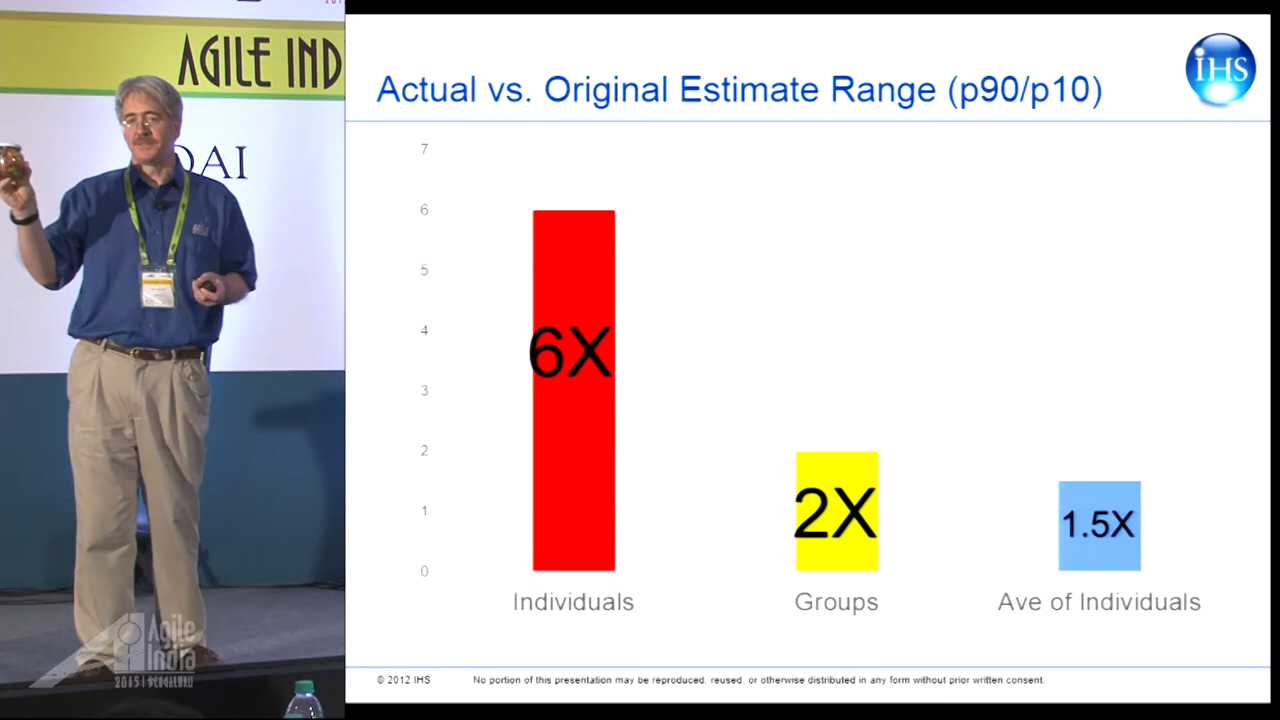 AGILE IND
DAI
Actual vs. Original Estimate Range (p90/p10)
IHS
7
6
5
4
3
2
1
0
6X
2X
1.5X
Individuals
Groups
Ave of Individuals
© 2012 IHS
No portion of this presentation may be reproduced, reused, or otherwise distributed in any form without prior written consent.
Agile
India
2015 | BENGALURU